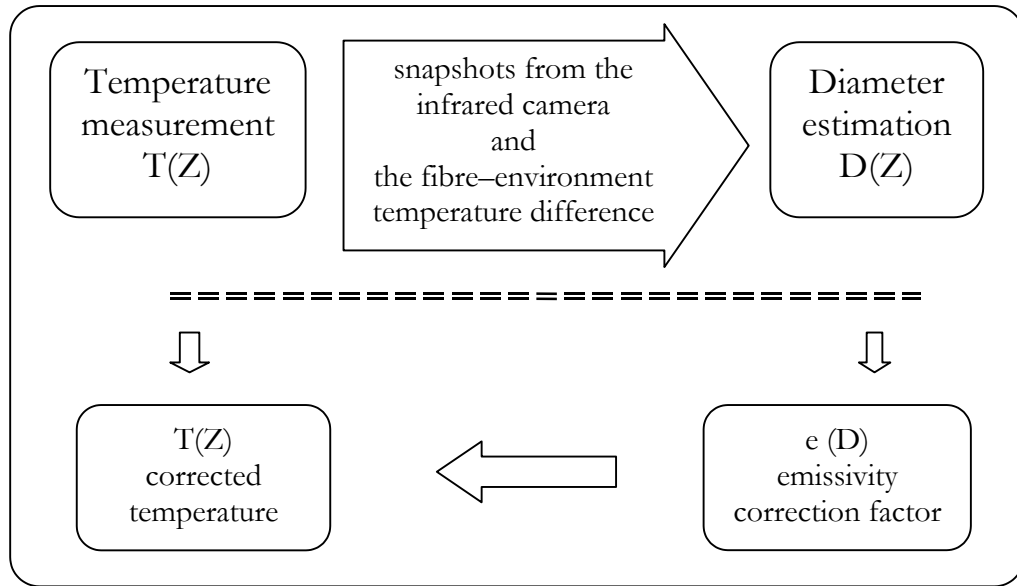 Temperature
measurement
T(Z)
snapshots from the
infrared camera
and
the fibre–environment
temperature difference
Diameter
estimation
D(Z)
===========================
T(Z)
corrected
temperature
e (D)
emissivity
correction factor